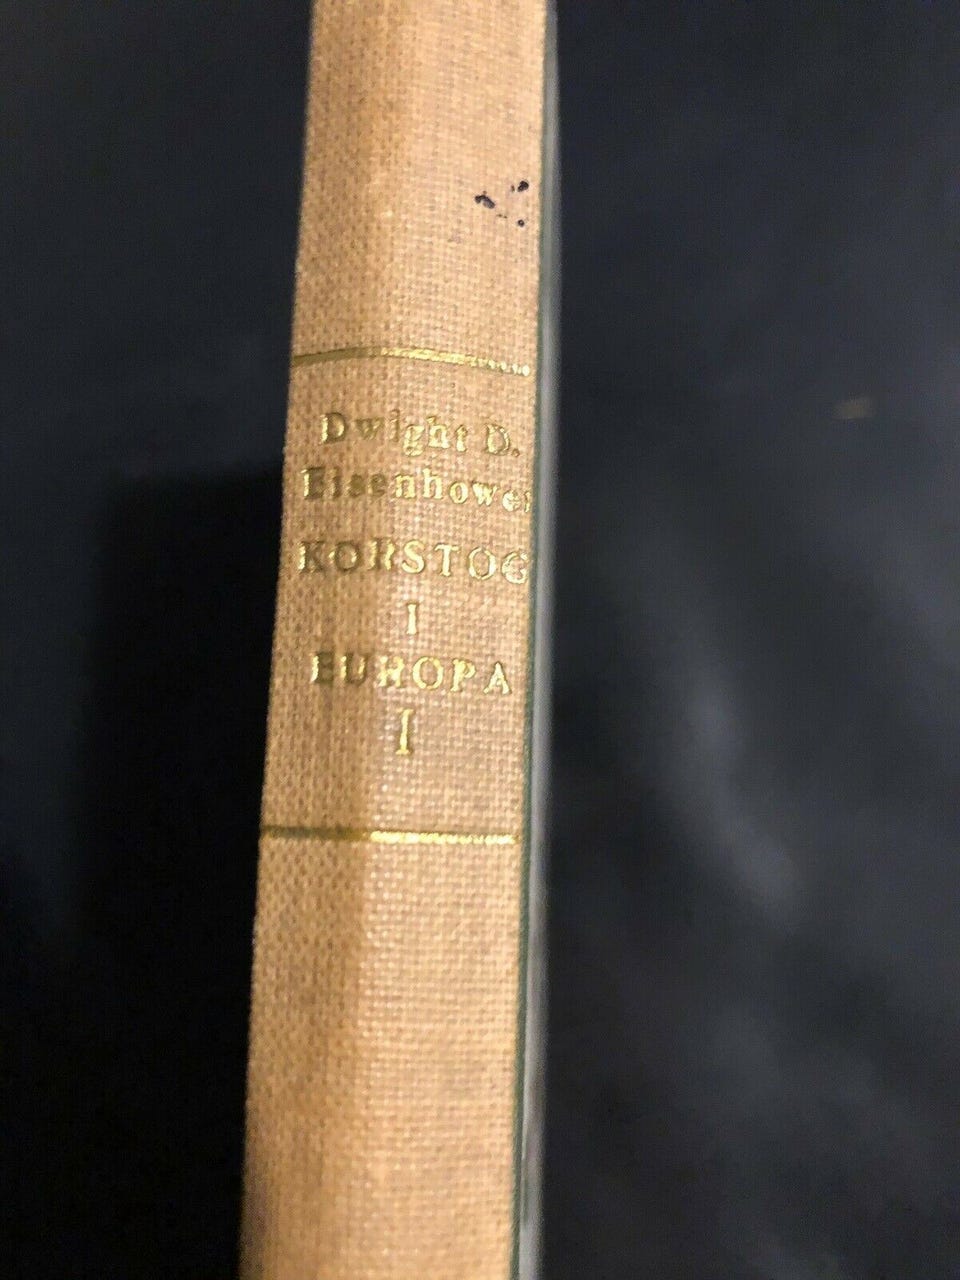 Dwight D.
Eisenhower
KORSTOG
I
EUROPA
I